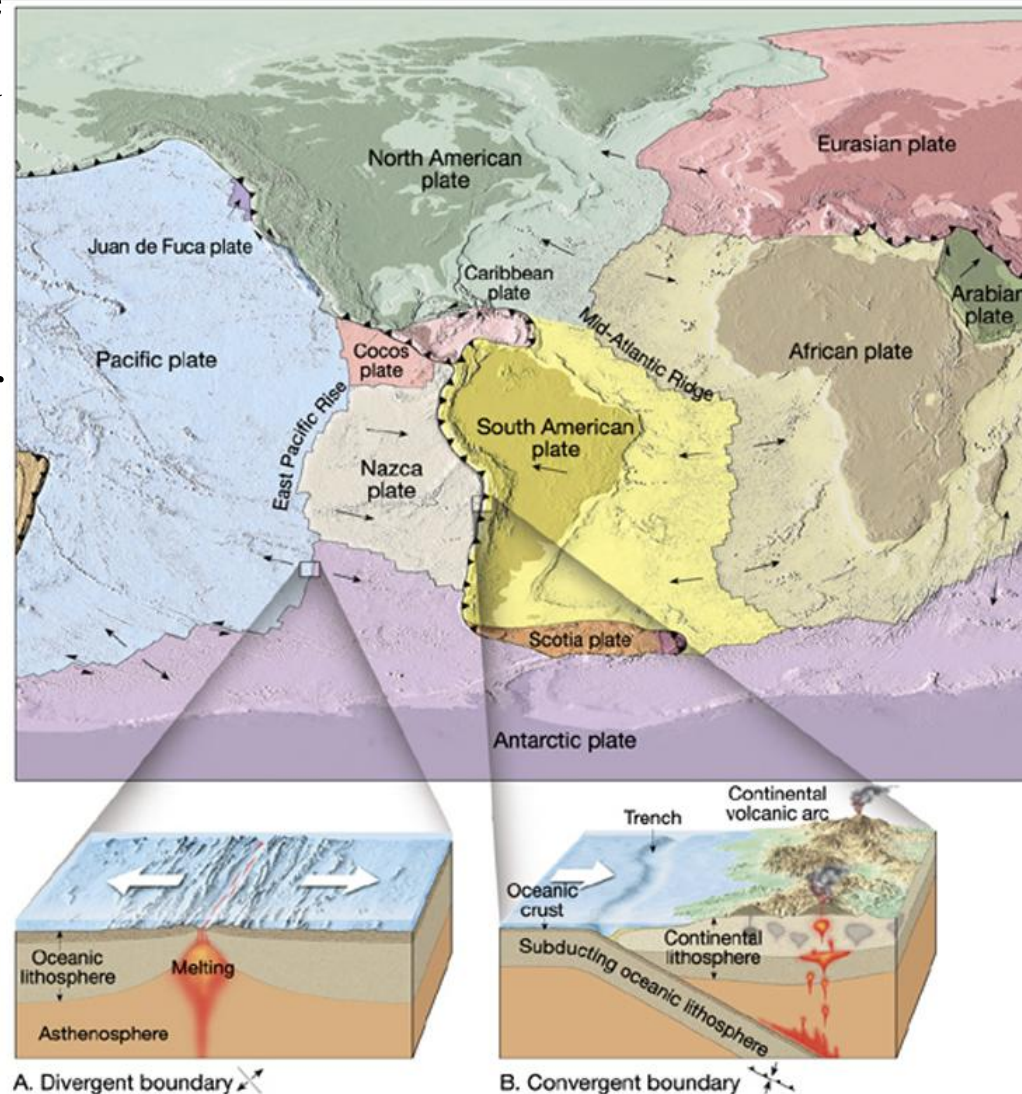 North American
plate
Eurasian plate
Juan de Fuca plate
Caribbean
plate
Arabian
plate
Mid-Atlantic Ridge
Pacific plate
Cocos
plate
African plate
East Pacific Rise
South American
plate
Nazca
plate
Scotia plate
Antarctic plate
Continental
volcanic arc
Trench
Oceanic
crust
Subducting oceanic lithosphere
Continental
lithosphere
Oceanic
lithosphere
Melting
Asthenosphere
A. Divergent boundary
B. Convergent boundary